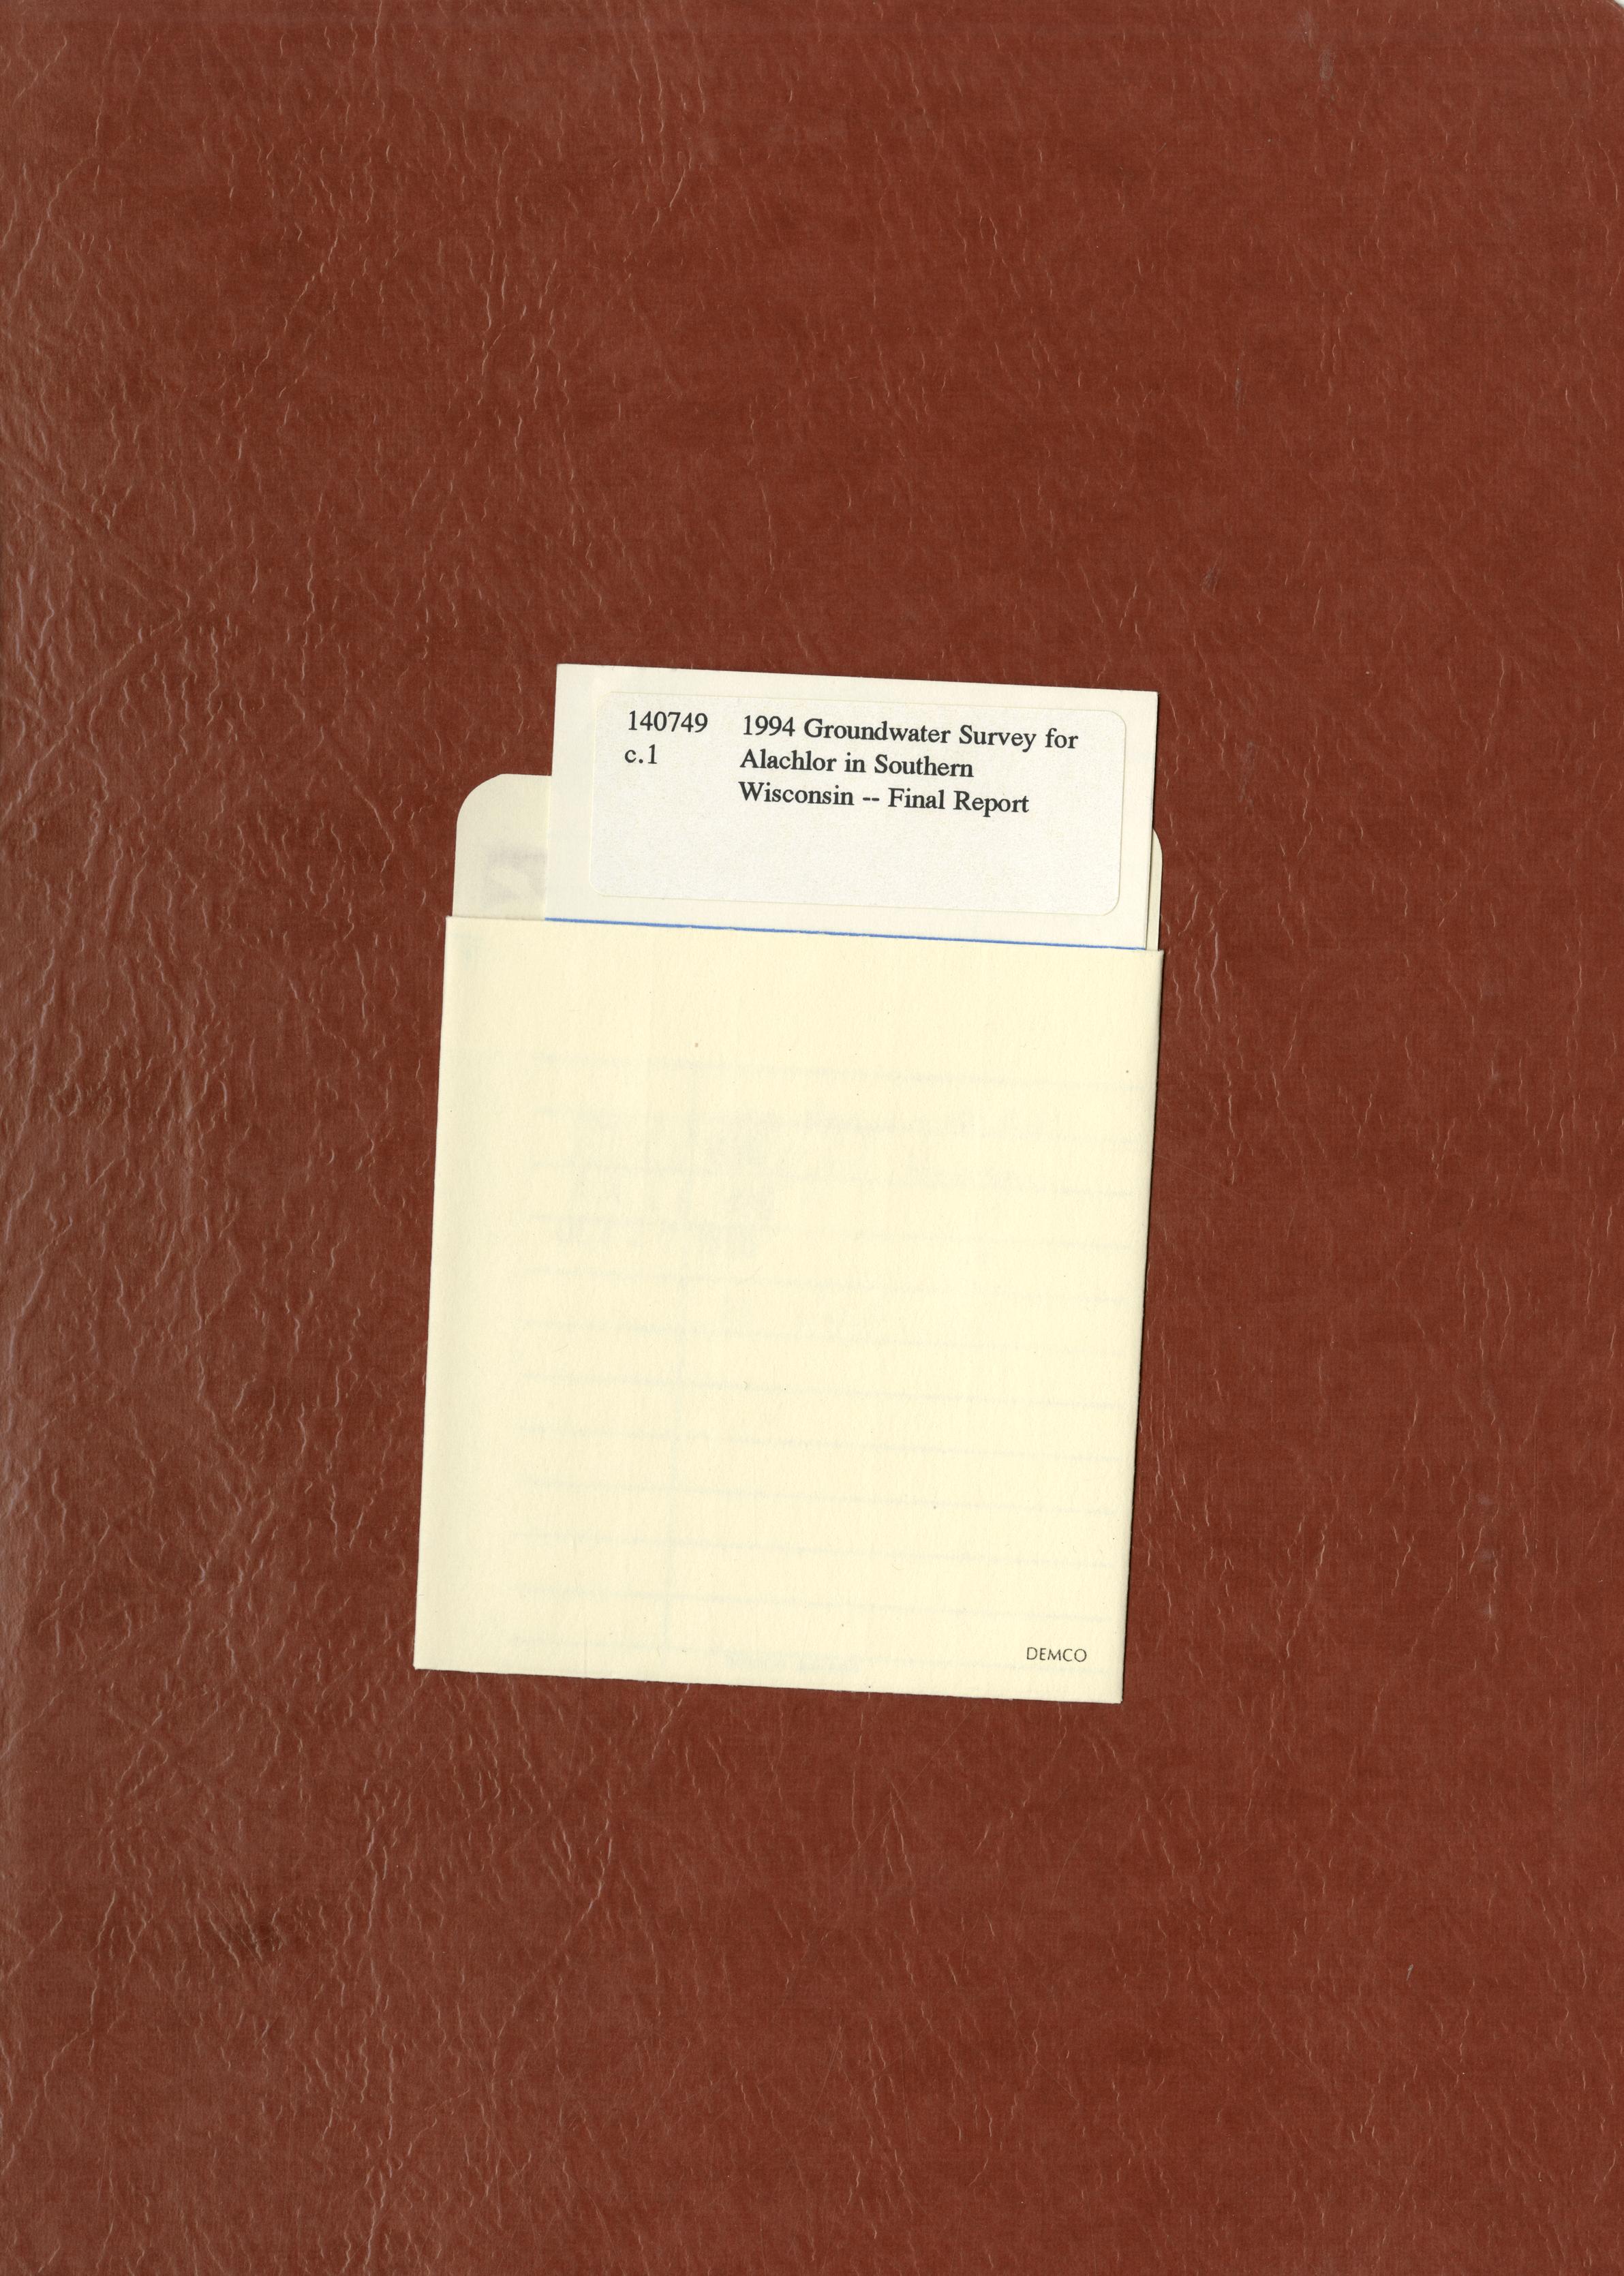 140749 1994 Groundwater Survey for
c.1 Alachlor in Southern
Wisconsin -- Final Report
DEMCO